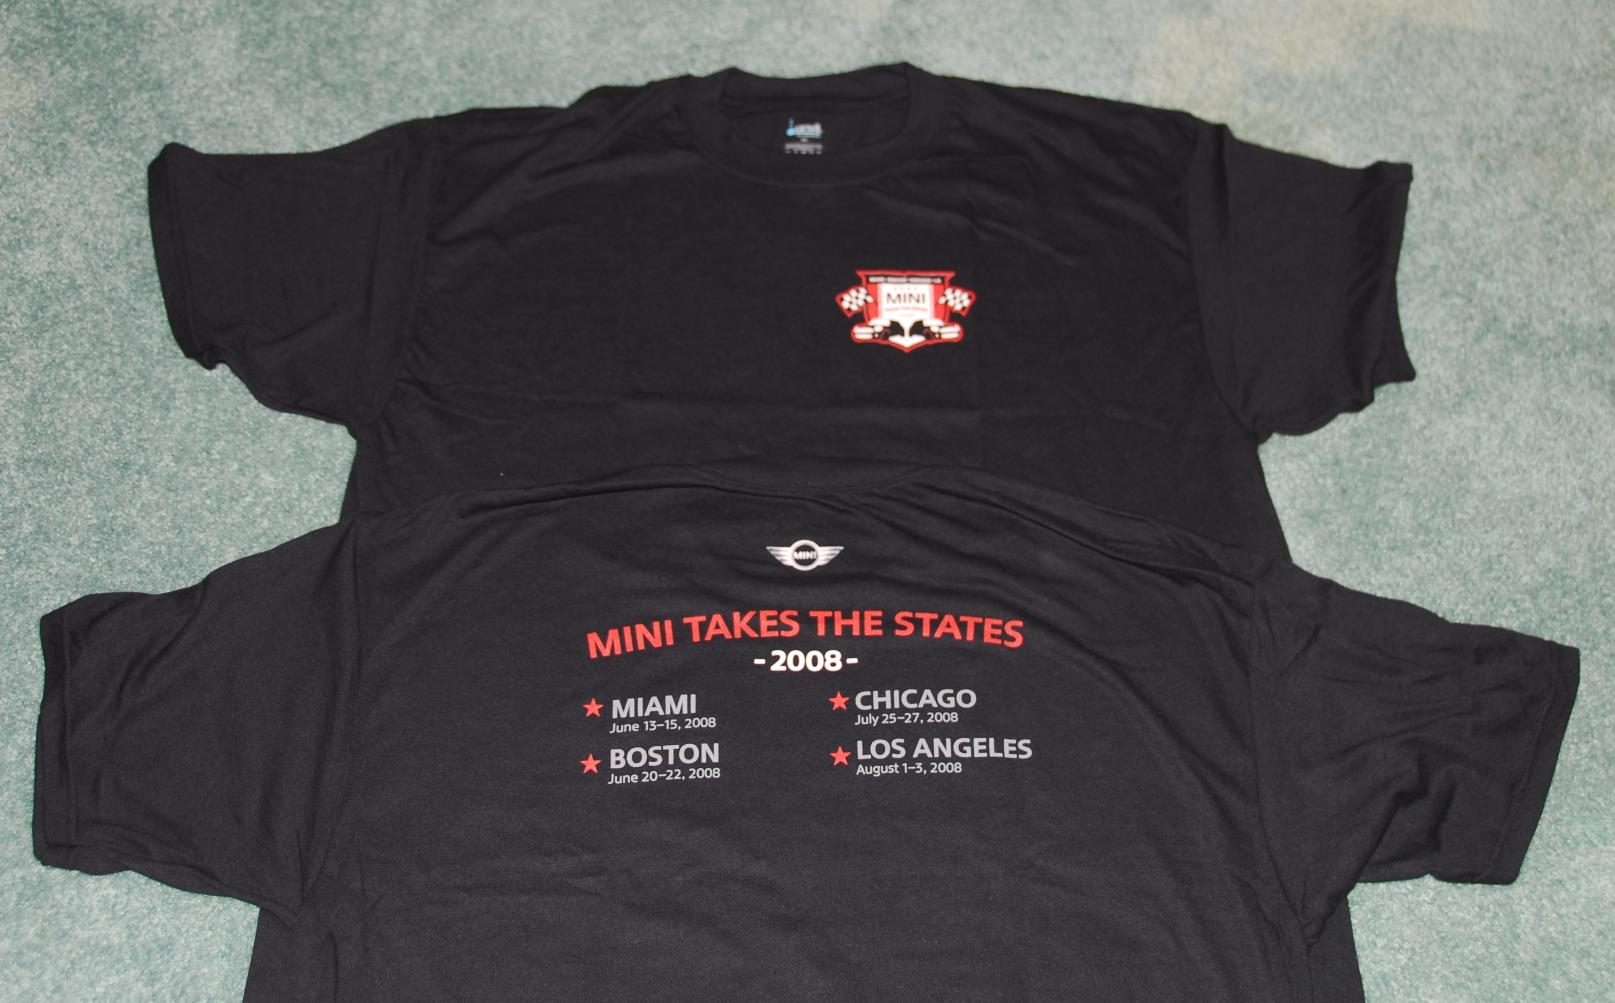 MINI
MINI
MINI TAKES THE STATES
-2008-
MIAMI
June 13–15, 2008
BOSTON
June 20–22, 2008
CHICAGO
July 25–27, 2008
LOS ANGELES
August 1–3, 2008